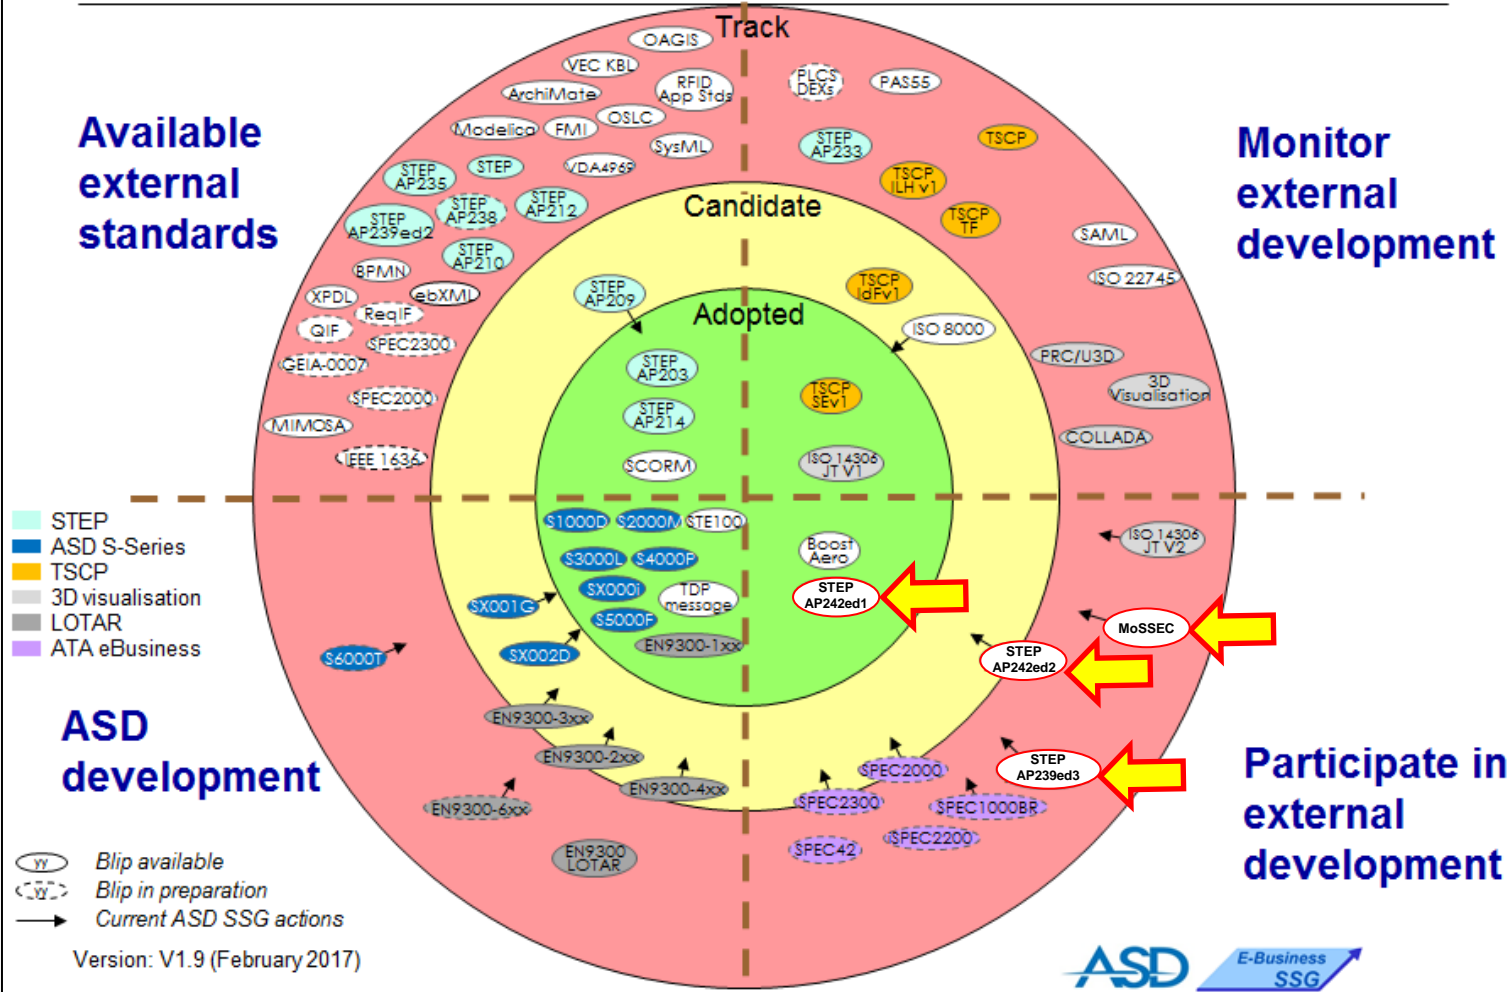 Track
OAGIS
VEC KBL
RFID
App Stds
ArchiMate
OSLC
Modelica
FMI
SysML
VDA4969
STEP
AP235
STEP
STEP
AP238
STEP
AP212
STEP
AP239ed2
STEP
AP210
BPMN
XPDL
ebXML
ReqIF
QIF
SPEC2300
GEIA-0007
SPEC2000
MIMOSA
IEEE 1636
Available
external
standards
PLCS
DEXs
PAS55
STEP
AP233
TSCP
TSCP
ILH v1
TSCP
TF
SAML
ISO 22745
PRC/U3D
3D
Visualisation
COLLADA
Monitor
external
development
Candidate
STEP
AP209
TSCP
IdFv1
ISO 8000
Adopted
STEP
AP203
STEP
AP214
SCORM
TSCP
SEv1
ISO 14306
JT V1
S1000D
S2000M
STE100
S3000L
S4000P
SX000i
TDP
message
S5000F
EN9300-1xx
SX001G
SX002D
S6000T
EN9300-3xx
EN9300-2xx
EN9300-4xx
EN9300-6xx
EN9300
LOTAR
Boost
Aero
STEP
AP242ed1
ISO 14306
JT V2
MoSSEC
STEP
AP242ed2
STEP
AP239ed3
SPEC2000
SPEC2300
SPEC1000BR
SPEC42
SPEC2200
STEP
ASD S-Series
TSCP
3D visualisation
LOTAR
ATA eBusiness
ASD
development
Participate in
external
development
yy Blip available
yy Blip in preparation
Current ASD SSG actions
Version: V1.9 (February 2017)
ASD
E-Business
SSG